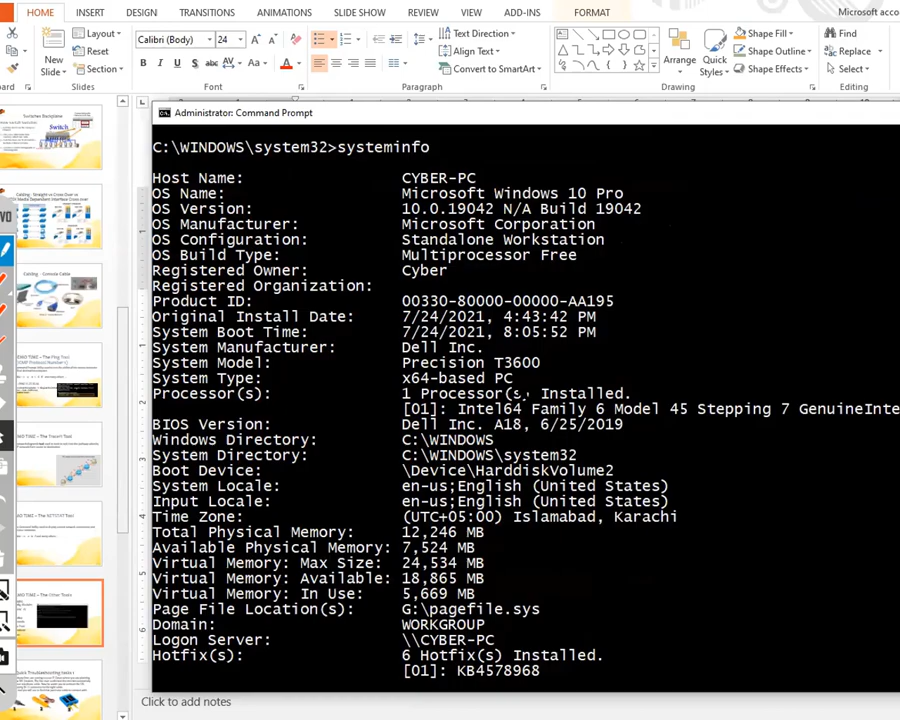 HOME INSERT DESIGN TRANSITIONS ANIMATIONS SLIDE SHOW REVIEW VIEW ADD-INS FORMAT Microsoft acco
Layout
Reset
Section
New
Slide
Slides
Calibri (Body) 24
Font
Text Direction
Align Text
Convert to SmartArt
Paragraph
Arrange
Quick
Styles
Shape Fill
Shape Outline
Shape Effects
Drawing
Find
Replace
Select
Editing
Switch
Administrator: Command Prompt
C:\WINDOWS\system32>systeminfo
Host Name: CYBER-PC
OS Name: Microsoft Windows 10 Pro
OS Version: 10.0.19042 N/A Build 19042
OS Manufacturer: Microsoft Corporation
OS Configuration: Standalone Workstation
OS Build Type: Multiprocessor Free
Registered Owner: Cyber
Registered Organization:
Product ID: 00330-80000-00000-AA195
Original Install Date: 7/24/2021, 4:43:42 PM
System Boot Time: 7/24/2021, 8:05:52 PM
System Manufacturer: Dell Inc.
System Model: Precision T3600
System Type: x64-based PC
Processor(s): 1 Processor(s) Installed.
[01]: Intel64 Family 6 Model 45 Stepping 7 GenuineInte
BIOS Version: Dell Inc. A18, 6/25/2019
Windows Directory: C:\WINDOWS
System Directory: C:\WINDOWS\system32
Boot Device: \Device\HarddiskVolume2
System Locale: en-us;English (United States)
Input Locale: en-us;English (United States)
Time Zone: (UTC+05:00) Islamabad, Karachi
Total Physical Memory: 12,246 MB
Available Physical Memory: 7,524 MB
Virtual Memory: Max Size: 24,534 MB
Virtual Memory: Available: 18,865 MB
Virtual Memory: In Use: 5,669 MB
Page File Location(s): G:\pagefile.sys
Domain: WORKGROUP
Logon Server: \\CYBER-PC
Hotfix(s): 6 Hotfix(s) Installed.
[01]: KB4578968
Click to add notes